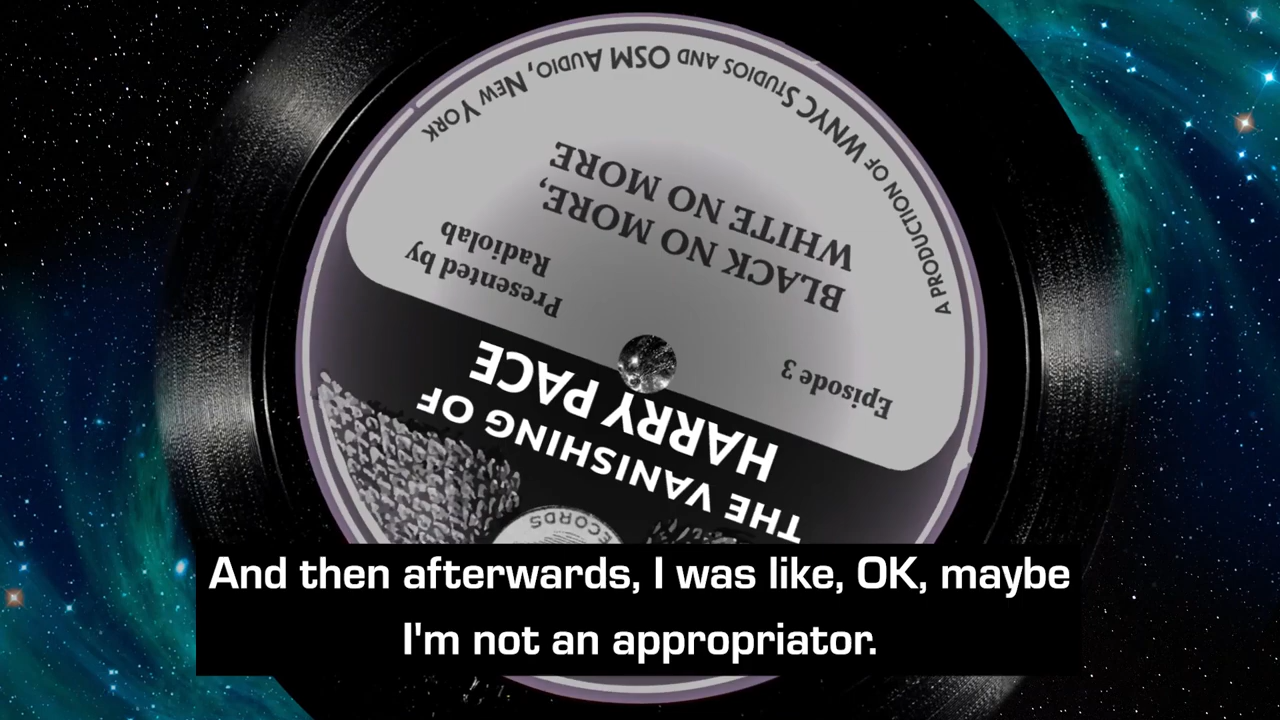 THE VANISHING OF
HARRY PACE
Episode 3
Presented by
Radiolab
BLACK NO MORE,
WHITE NO MORE
A PRODUCTION OF WNYC STUDIOS AND OSM AUDIO, NEW YORK
And then afterwards, I was like, OK, maybe
I'm not an appropriator.